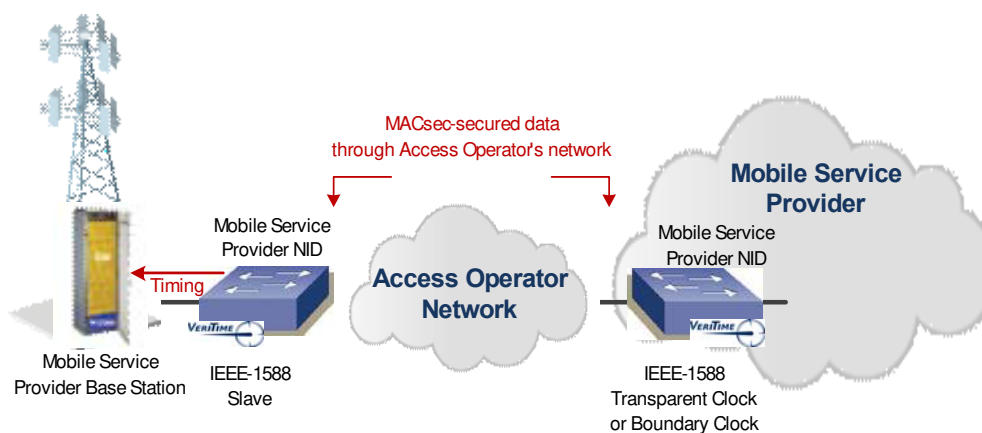 MACsec-secured data
through Access Operator's network
Mobile Service
Provider
Mobile Service
Provider NID
Mobile Service
Provider NID
Access Operator
Network
Timing
VERITIME
VERITIME
Mobile Service
Provider Base Station
IEEE-1588
Slave
IEEE-1588
Transparent Clock
or Boundary Clock